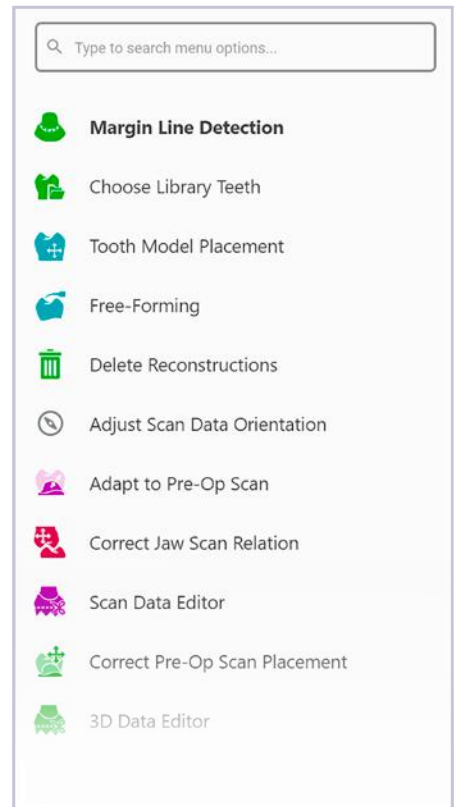 Type to search menu options...
Margin Line Detection
Choose Library Teeth
Tooth Model Placement
Free-Forming
Delete Reconstructions
Adjust Scan Data Orientation
Adapt to Pre-Op Scan
Correct Jaw Scan Relation
Scan Data Editor
Correct Pre-Op Scan Placement
3D Data Editor